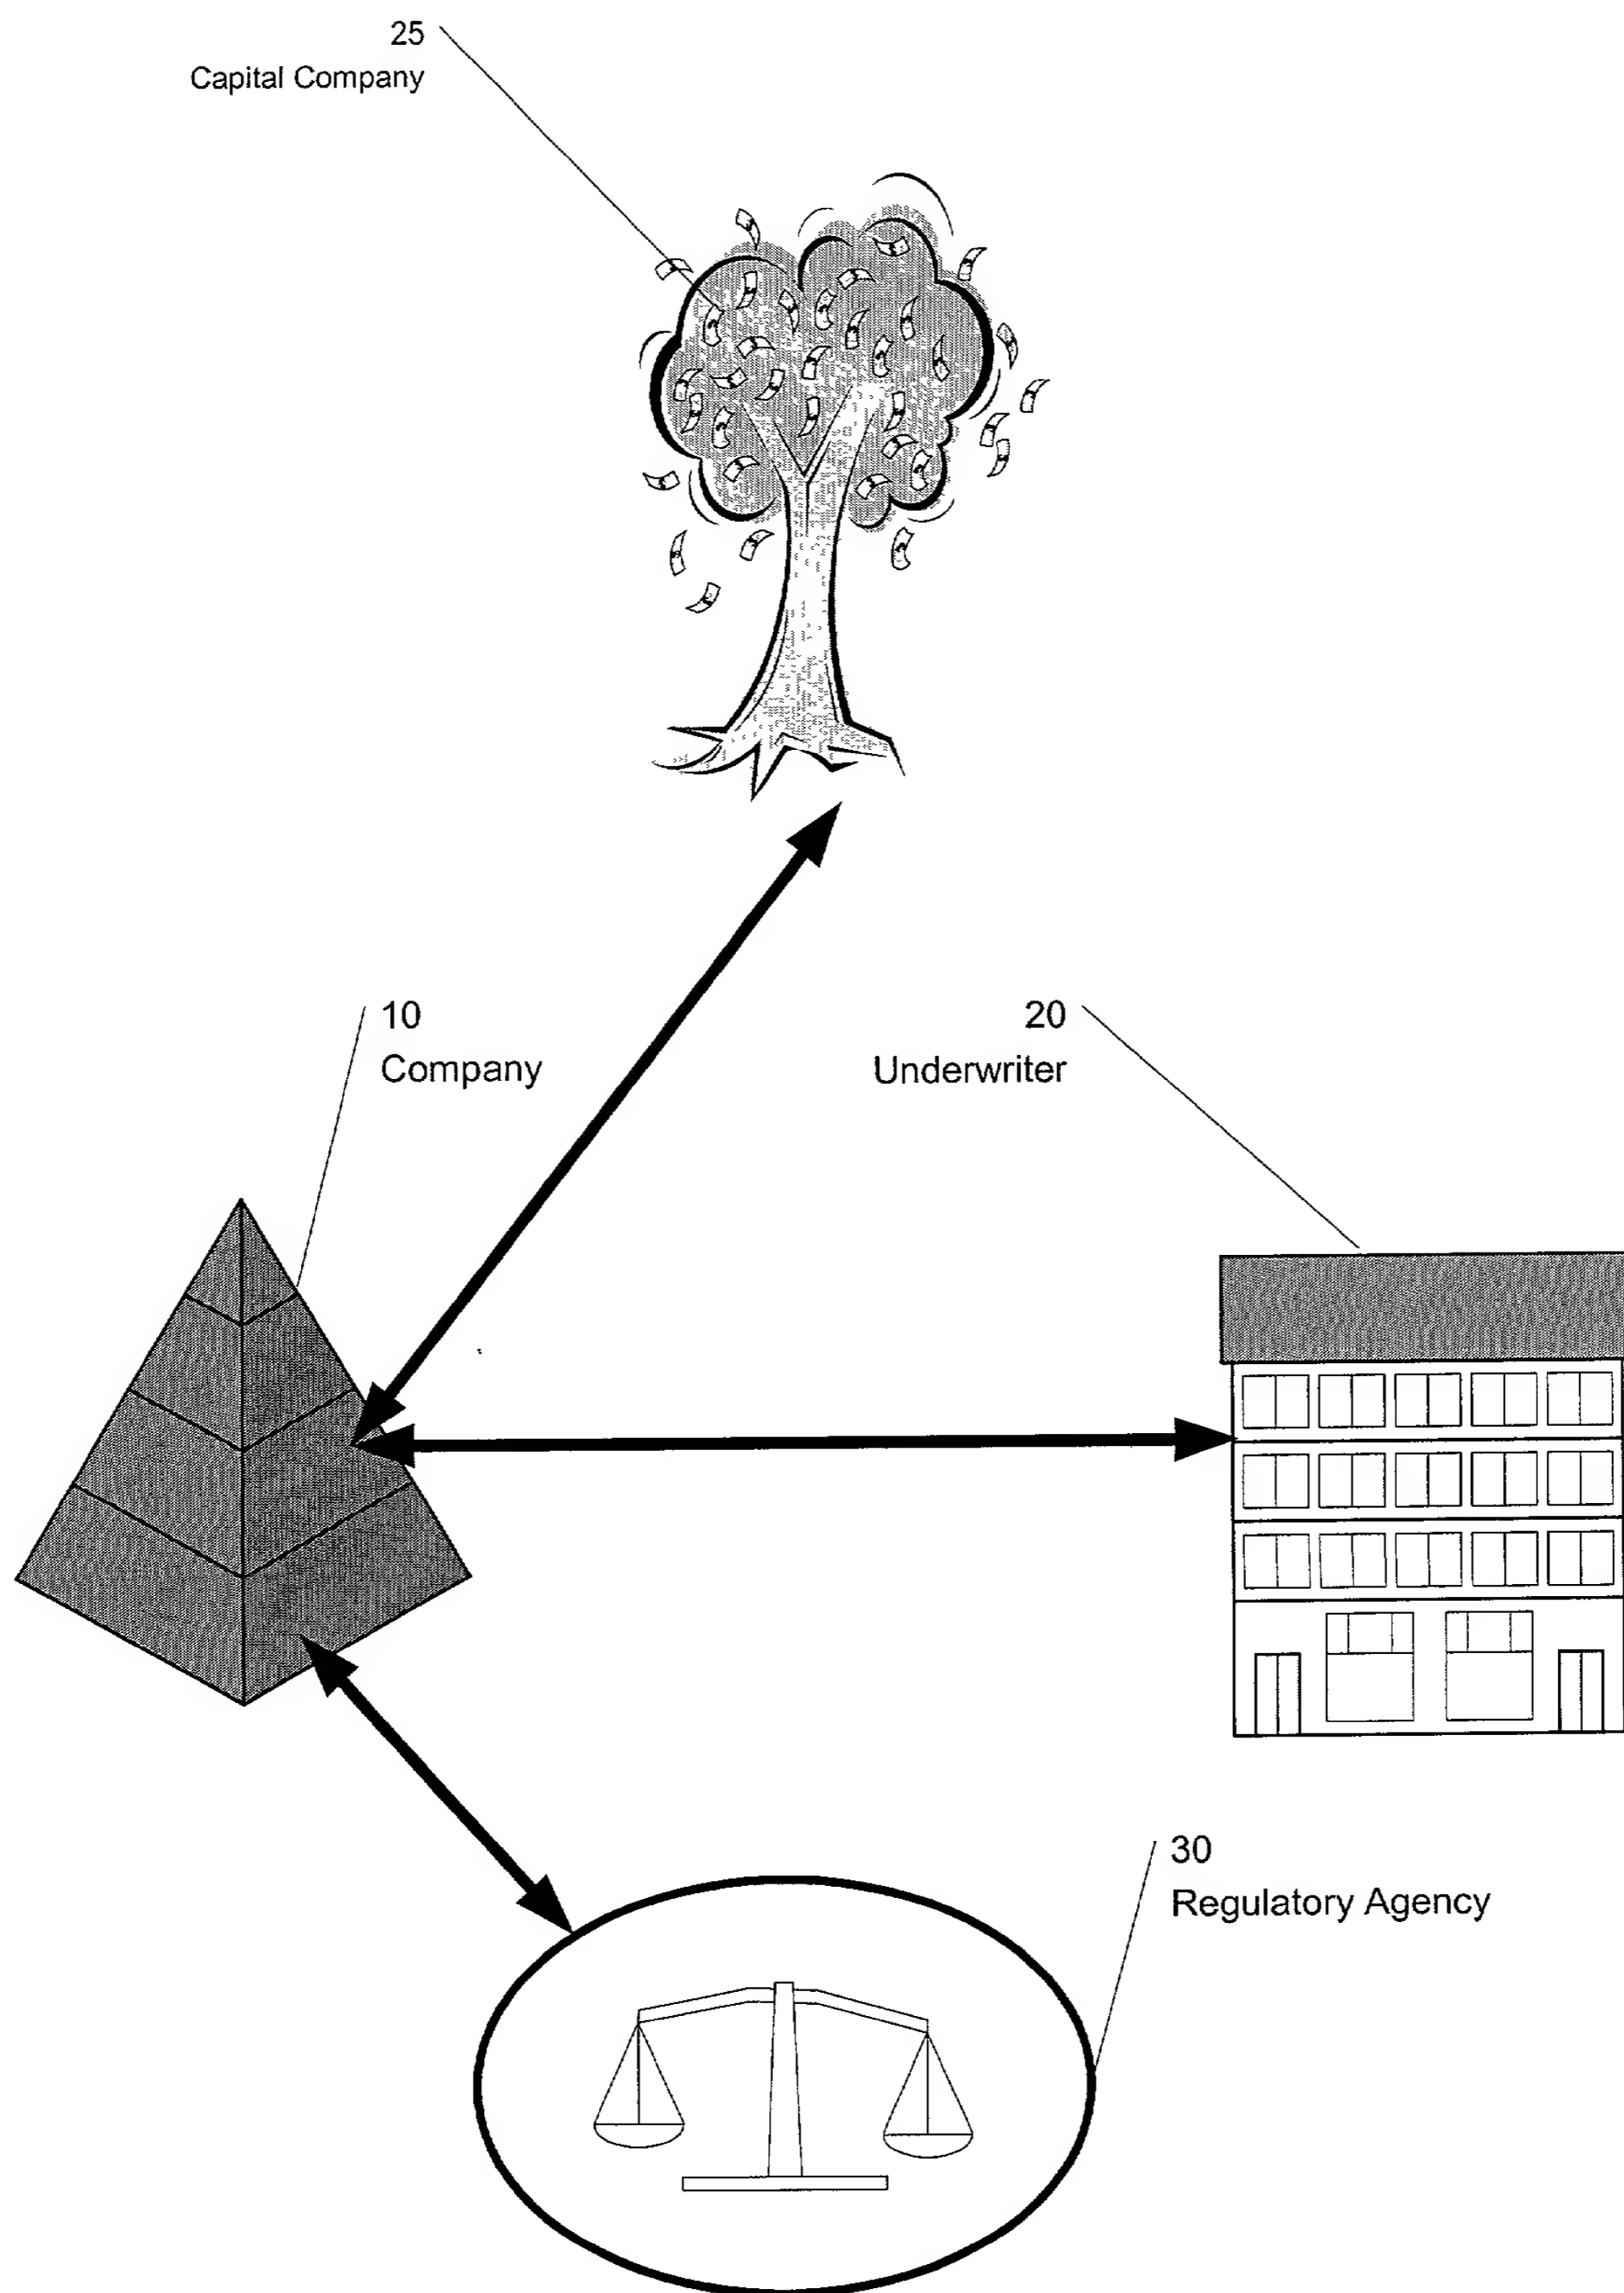 25
Capital Company
10
Company
20
Underwriter
30
Regulatory Agency